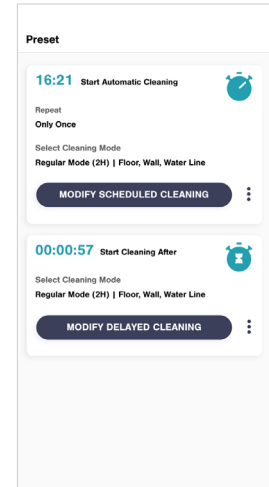 Preset
16:21 Start Automatic Cleaning
Repeat
Only Once
Select Cleaning Mode
Regular Mode (2H) | Floor, Wall, Water Line
MODIFY SCHEDULED CLEANING
00:00:57 Start Cleaning After
Select Cleaning Mode
Regular Mode (2H) | Floor, Wall, Water Line
MODIFY DELAYED CLEANING